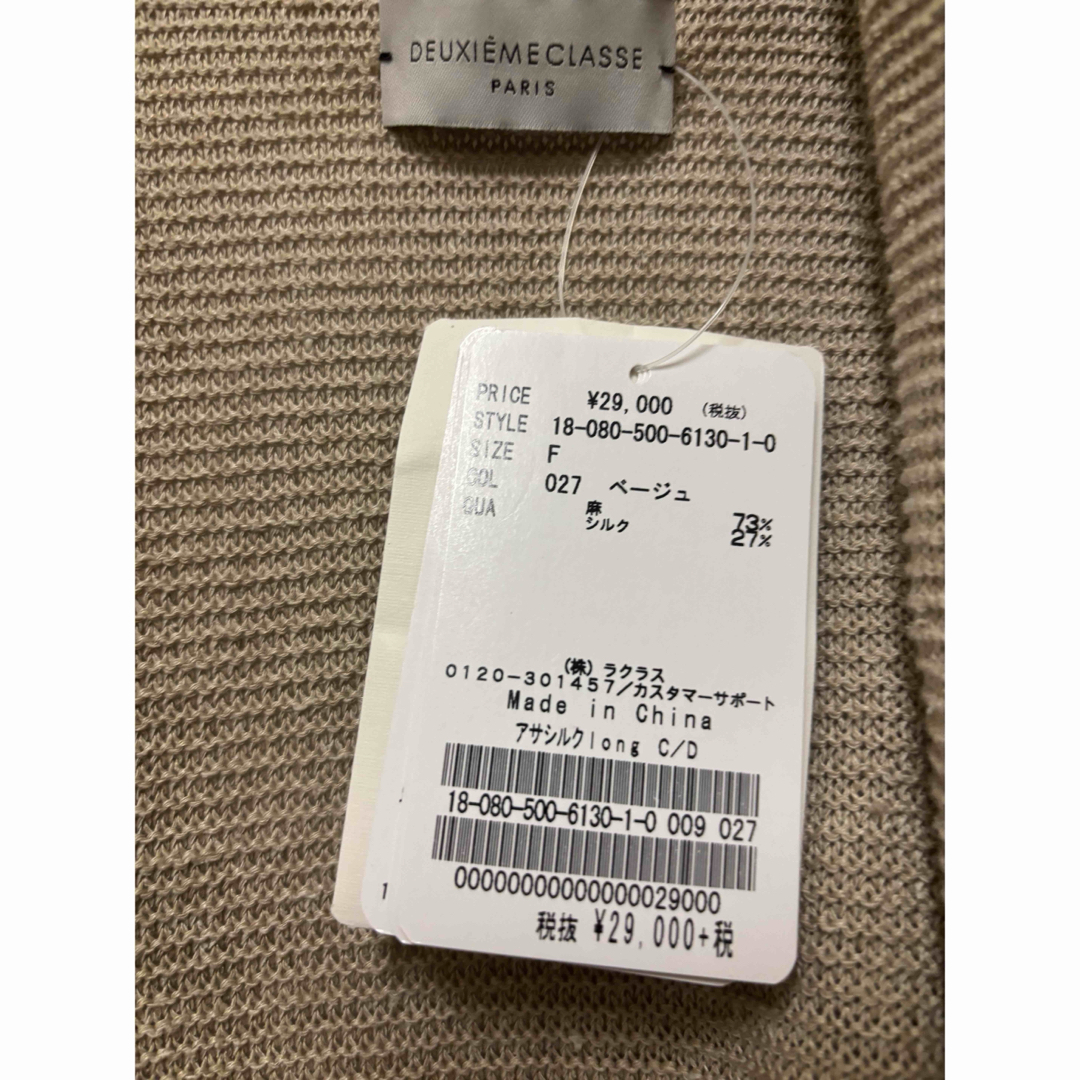 DEUXIÈMECLASSE
PARIS
PRICE ¥29,000 (税抜)
STYLE 18-080-500-6130-1-0
SIZE F
COL 027 ベージュ
QUA 麻 73%
シルク 27%
(株)ラクラス
0120-301457/カスタマーサポート
Made in China
アサシルクlong C/D
18-080-500-6130-1-0 009 027
00000000000000029000
1
税抜 ¥29,000+税